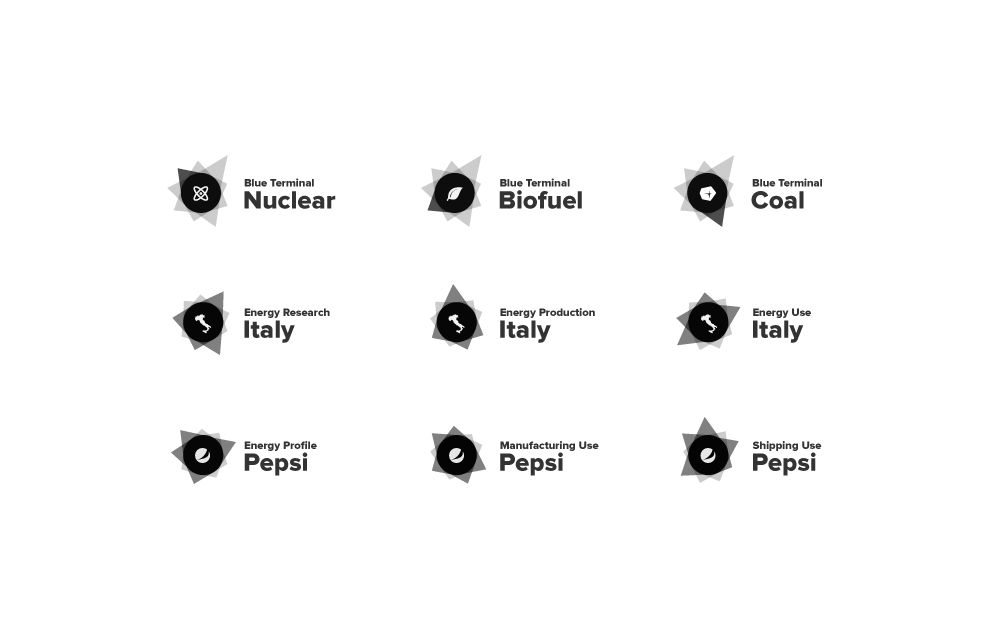 Blue Terminal
Nuclear
Blue Terminal
Biofuel
Blue Terminal
Coal
Energy Research
Italy
Energy Production
Italy
Energy Use
Italy
Energy Profile
Pepsi
Manufacturing Use
Pepsi
Shipping Use
Pepsi